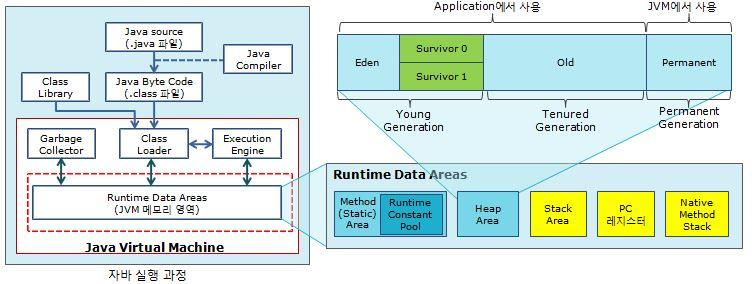 Java source
(.java 파일)
Java
Compiler
Class
Library
Java Byte Code
(.class 파일)
Garbage
Collector
Class
Loader
Execution
Engine
Runtime Data Areas
(JVM 메모리 영역)
Java Virtual Machine
자바 실행 과정
Application에서 사용
JVM에서 사용
Eden
Survivor 0
Survivor 1
Old
Permanent
Young
Generation
Tenured
Generation
Permanent
Generation
Runtime Data Areas
Method
(Static)
Area
Runtime
Constant
Pool
Heap
Area
Stack
Area
PC
레지스터
Native
Method
Stack